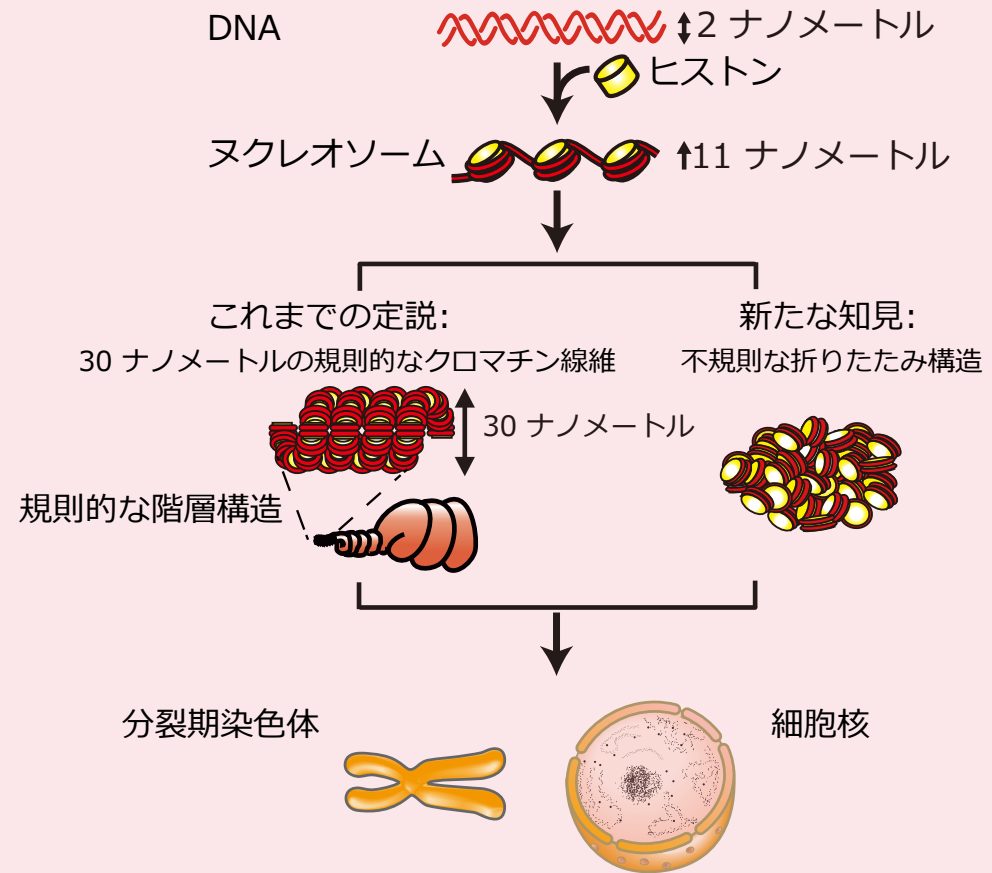 DNA
2 ナノメートル
ヒストン
ヌクレオソーム
11 ナノメートル
これまでの定説:
30 ナノメートルの規則的なクロマチン線維
新たな知見:
不規則な折りたたみ構造
30 ナノメートル
規則的な階層構造
分裂期染色体
細胞核